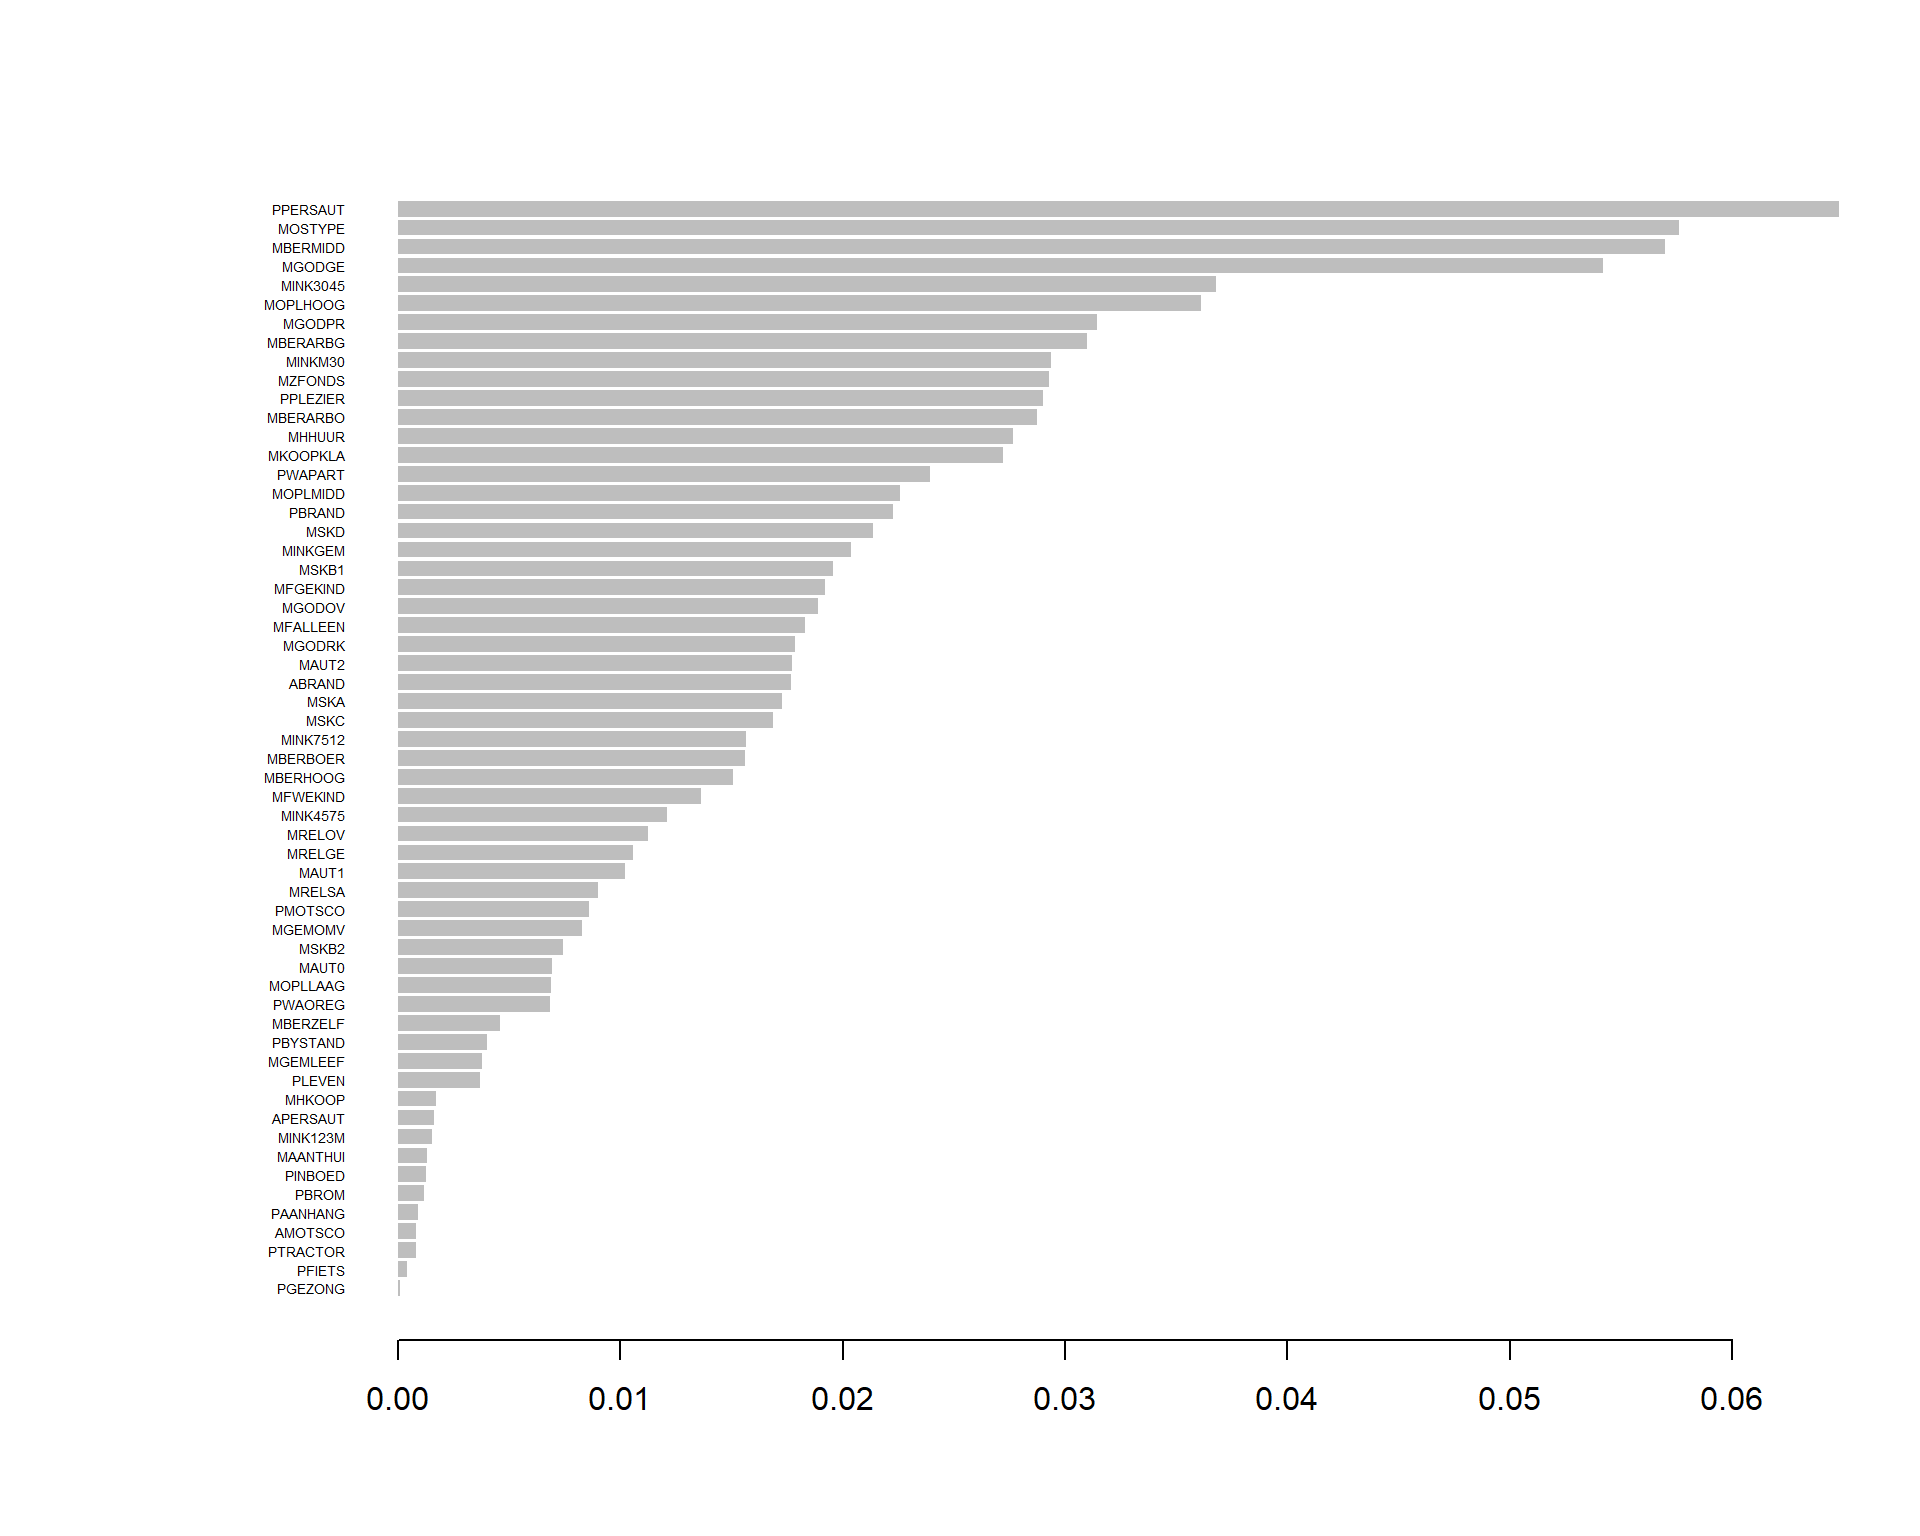 PPERSAUT
MOSTYPE
MBERMIDD
MGODGE
MINK3045
MOPLHOOG
MGODPR
MBERARBG
MINKM30
MZFONDS
PPLEZIER
MBERARBO
MHHUUR
MKOOPKLA
PWAPART
MOPLMIDD
PBRAND
MSKD
MINKGEM
MSKB1
MFGEKIND
MGODOV
MFALLEEN
MGODRK
MAUT2
ABRAND
MSKA
MSKC
MINK7512
MBERBOER
MBERHOOG
MFWEKIND
MINK4575
MRELOV
MRELGE
MAUT1
MRELSA
PMOTSCO
MGEMOMV
MSKB2
MAUT0
MOPLLAAG
PWAOREG
MBERZELF
PBYSTAND
MGEMLEEF
PLEVEN
MHKOOP
APERSAUT
MINK123M
MAANTHUI
PINBOED
PBROM
PAANHANG
AMOTSCO
PTRACTOR
PFIETS
PGEZONG
0.00 0.01 0.02 0.03 0.04 0.05 0.06